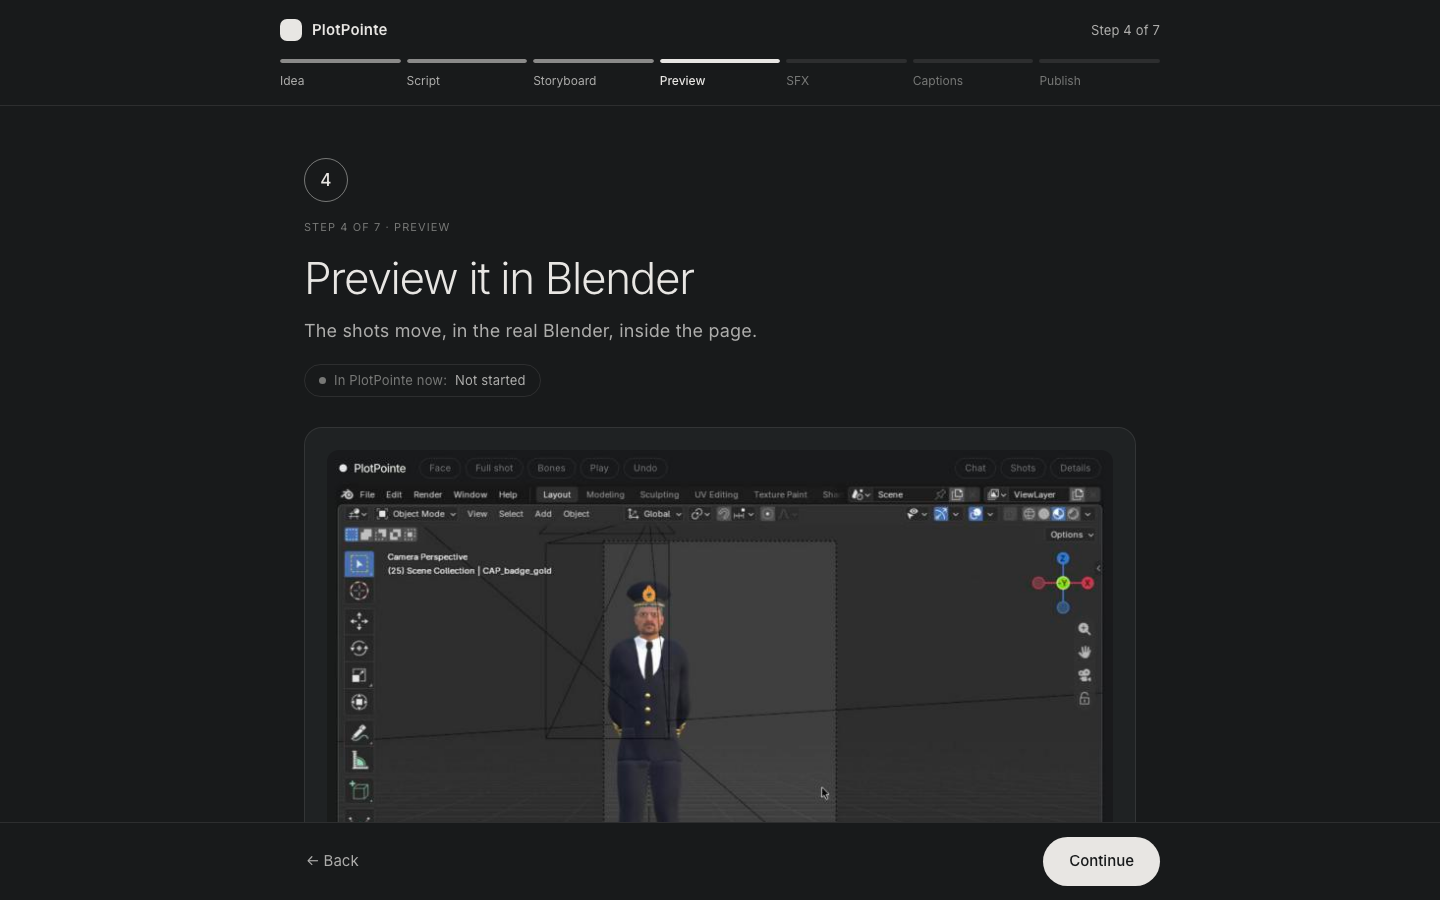 PlotPointe
Step 4 of 7
Idea
Script
Storyboard
Preview
SFX
Captions
Publish
4
STEP 4 OF 7 · PREVIEW
Preview it in Blender
The shots move, in the real Blender, inside the page.
In PlotPointe now: Not started
PlotPointe Face Full shot Bones Play Undo Chat Shots Details
File Edit Render Window Help Layout Modeling Sculpting UV Editing Texture Paint Sha Scene ViewLayer
Object Mode View Select Add Object Global
Options
Camera Perspective
(25) Scene Collection | CAP_badge_gold
Z
Y
X
← Back
Continue